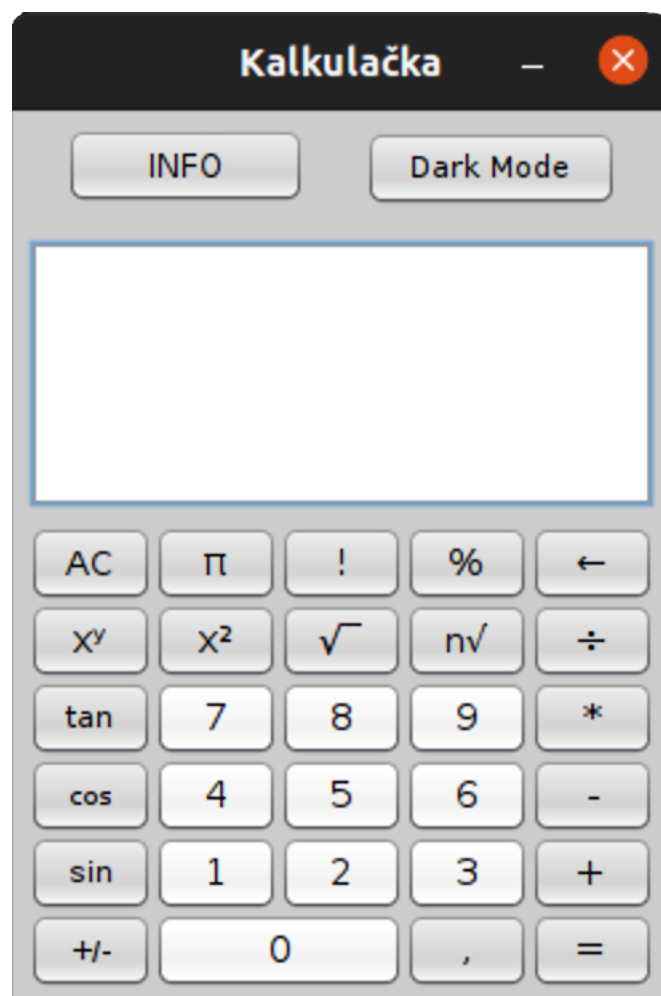 Kalkulačka
INFO Dark Mode
AC π ! % ←
Xʸ X² √‾ n√ ÷
tan 7 8 9 *
cos 4 5 6 -
sin 1 2 3 +
+/- 0 , =